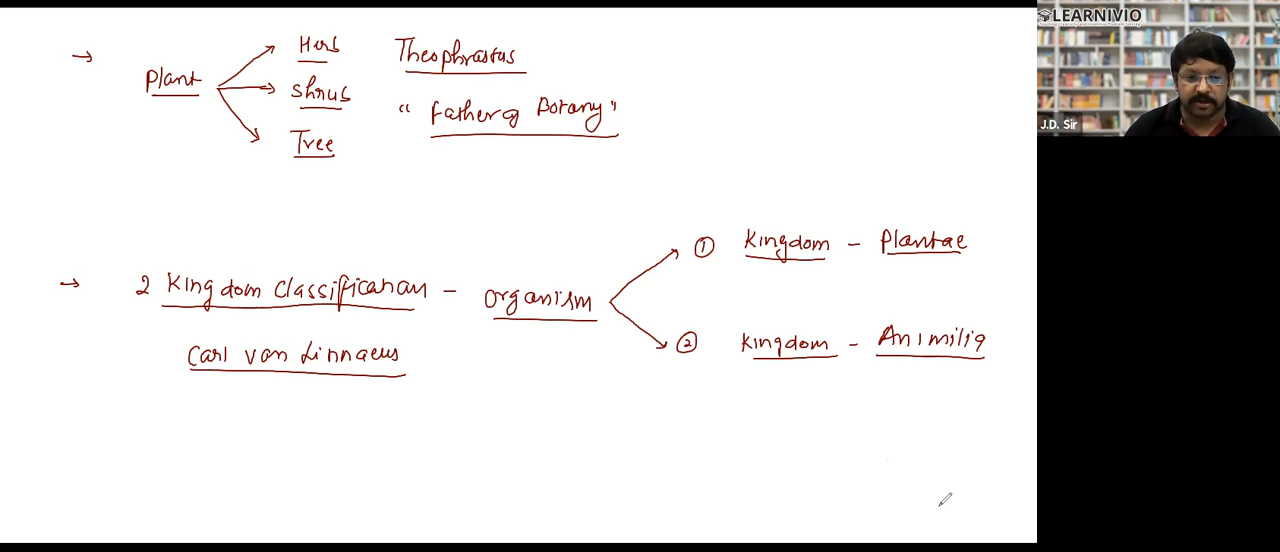 LEARNIVIO
J.D. Sir
→ Plant
Herb
Shrub
Tree
Theophrastus
“Father of Botany”
→ 2 Kingdom Classification – Organism
Carl von Linnaeus
① Kingdom – Plantae
② Kingdom – Animilia